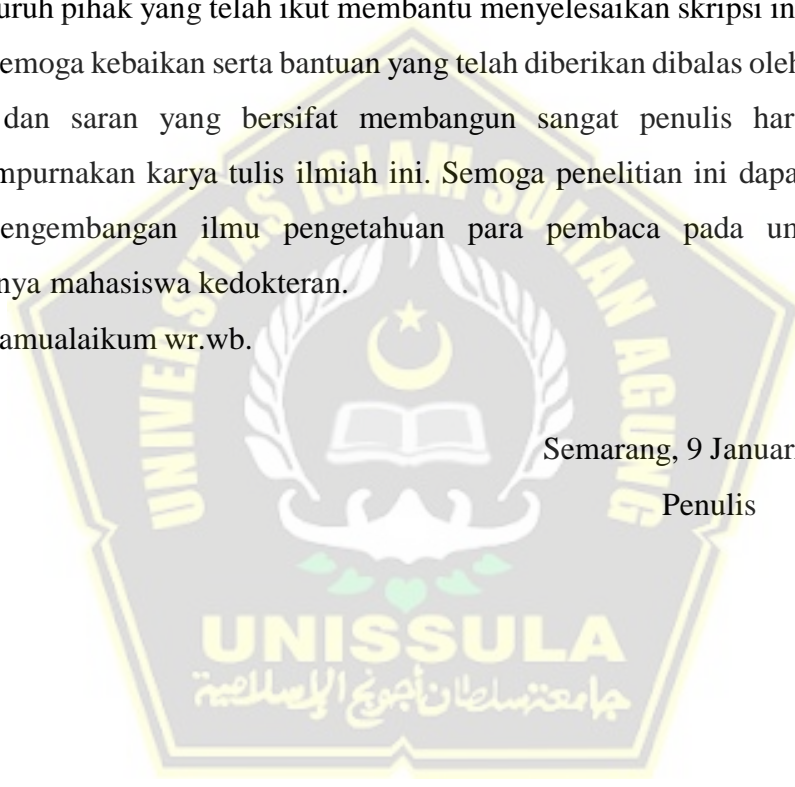 uruh pihak yang telah ikut membantu menyelesaikan skripsi in
emoga kebaikan serta bantuan yang telah diberikan dibalas oleh
dan saran yang bersifat membangun sangat penulis har
mpurnakan karya tulis ilmiah ini. Semoga penelitian ini dapa
engembangan ilmu pengetahuan para pembaca pada un
nya mahasiswa kedokteran.
amualaikum wr.wb.
Semarang, 9 Januar
Penulis
UNIVERSITAS ISLAM SULTAN AGUNG
UNISSULA
جامعة سلطان أجونج الإسلامية